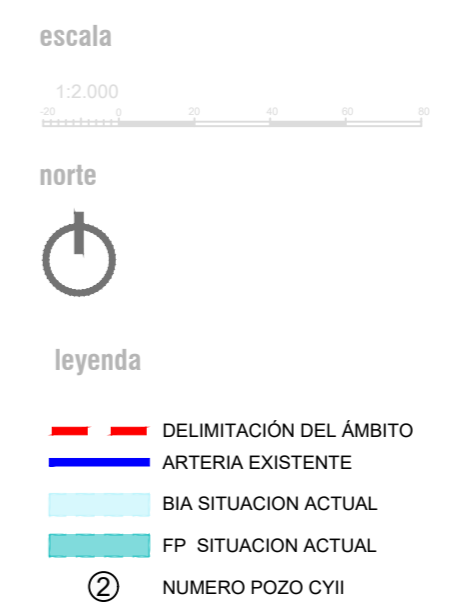 escala
1:2.000
-20 0 20 40 60 80
norte
leyenda
DELIMITACIÓN DEL ÁMBITO
ARTERIA EXISTENTE
BIA SITUACION ACTUAL
FP SITUACION ACTUAL
2 NUMERO POZO CYII